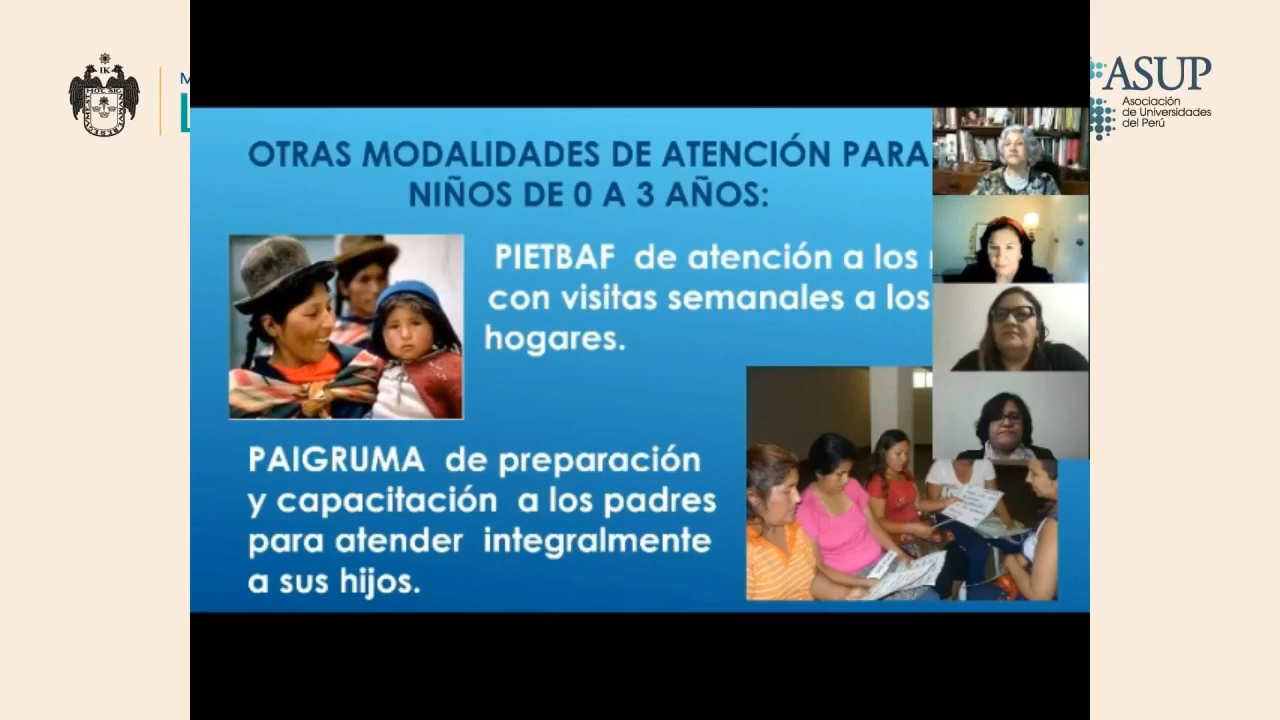 OTRAS MODALIDADES DE ATENCIÓN PARA
NIÑOS DE 0 A 3 AÑOS:
PIETBAF de atención a los
con visitas semanales a los
hogares.
PAIGRUMA de preparación
y capacitación a los padres
para atender integralmente
a sus hijos.
ASUP
Asociación
de Universidades
del Perú
IK